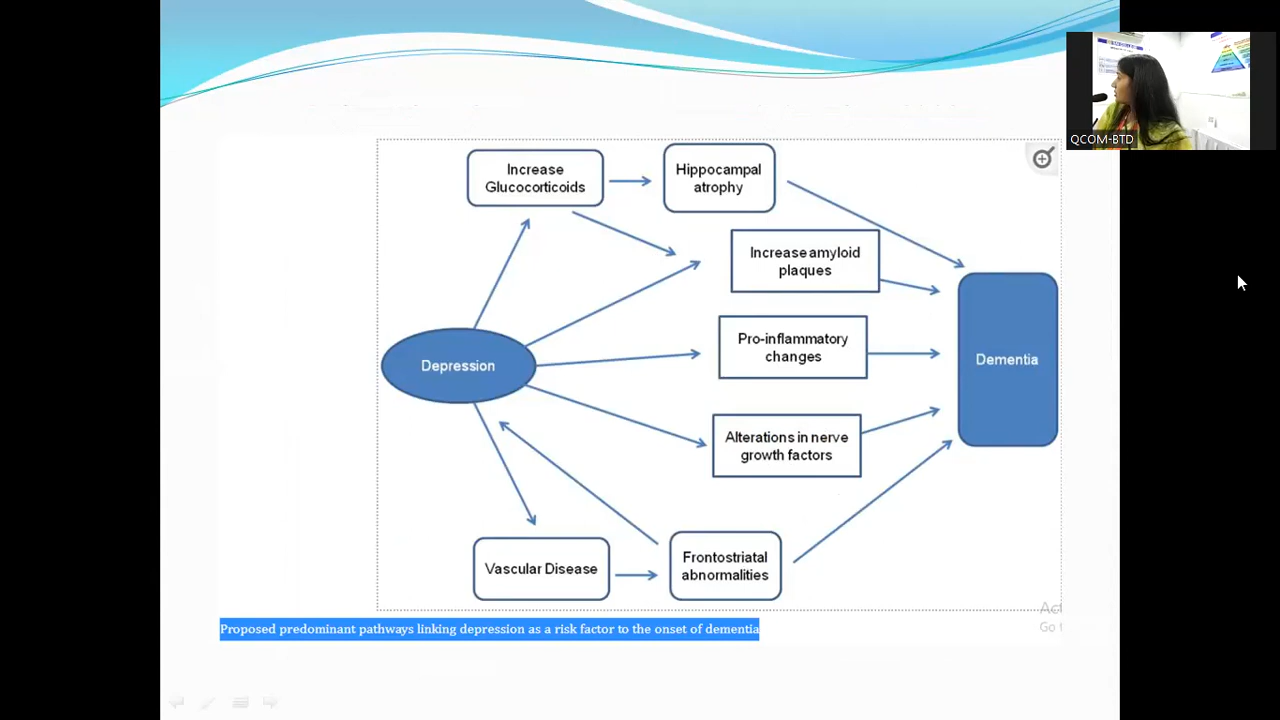 QCOM-BTD
Increase
Glucocorticoids
Hippocampal
atrophy
Increase amyloid
plaques
Pro-inflammatory
changes
Depression
Dementia
Alterations in nerve
growth factors
Vascular Disease
Frontostriatal
abnormalities
Proposed predominant pathways linking depression as a risk factor to the onset of dementia
Go